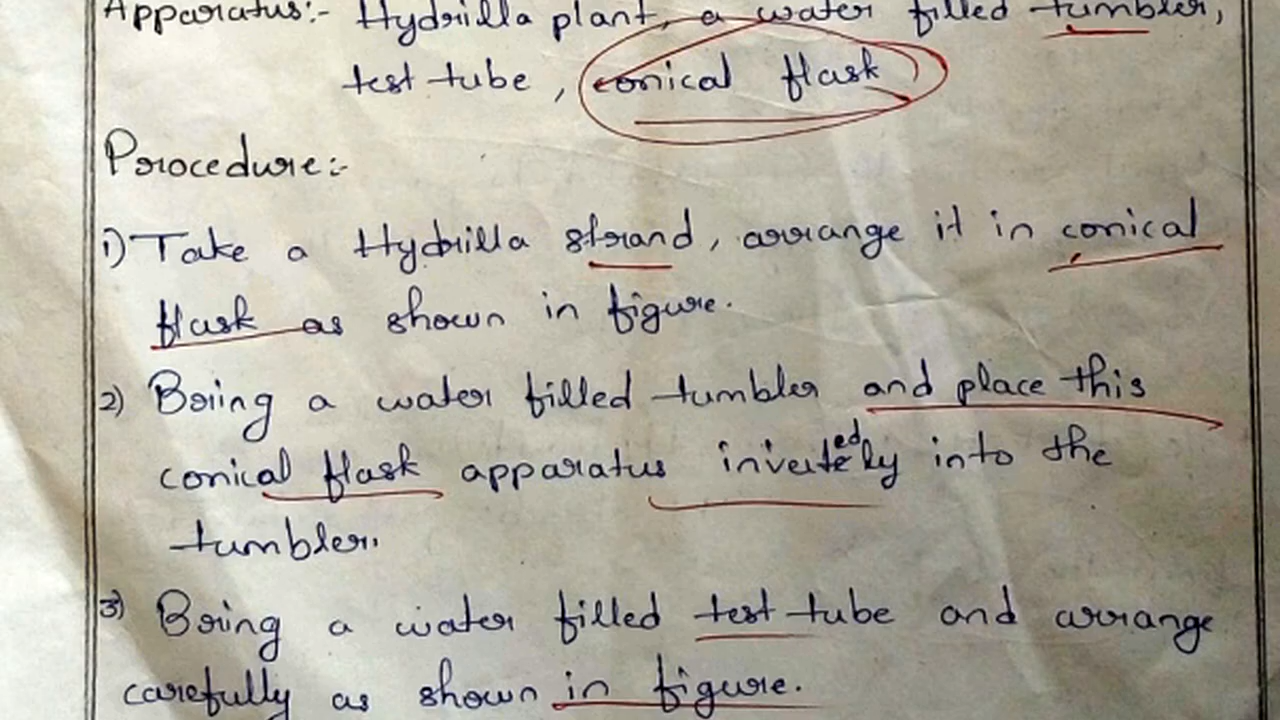 Apparatus:- Hydrilla plant, a water filled tumbler,
test tube, conical flask
Procedure:-
1) Take a Hydrilla strand, arrange it in conical
flask as shown in figure.
2) Bring a water filled tumbler and place this
conical flask apparatus invertedly into the
tumbler.
3) Bring a water filled test tube and arrange
carefully as shown in figure.